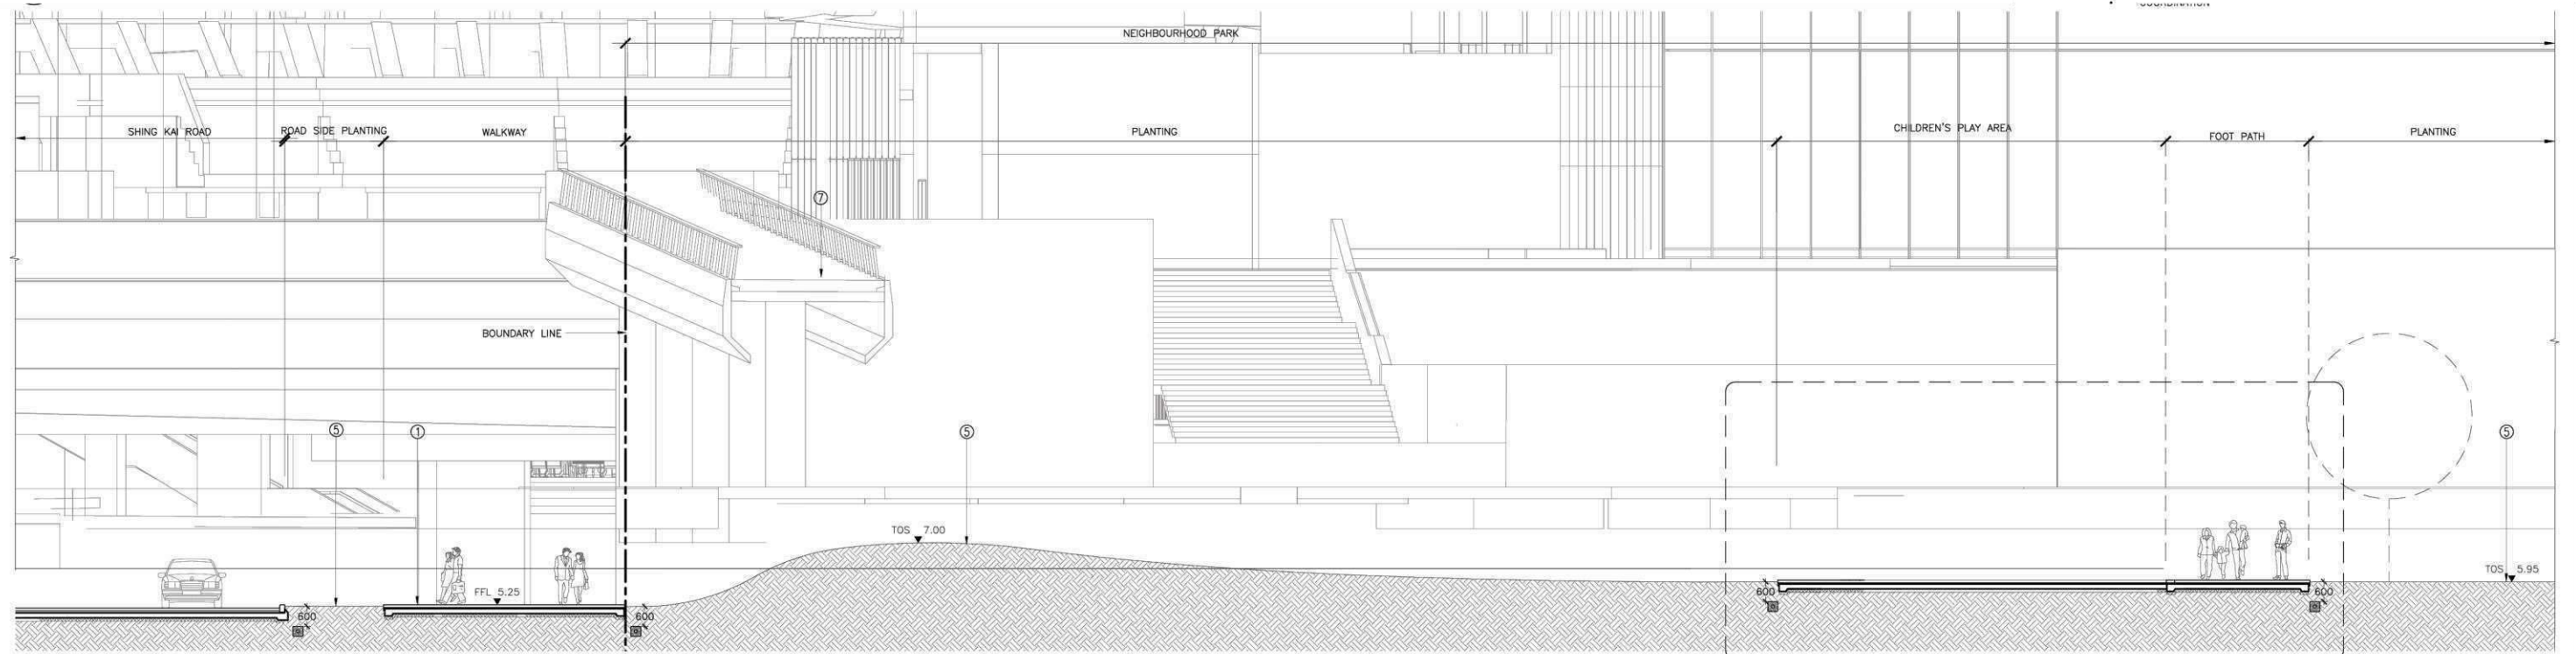 COORDINATION
NEIGHBOURHOOD PARK
SHING KAI ROAD
ROAD SIDE PLANTING
WALKWAY
PLANTING
CHILDREN'S PLAY AREA
FOOT PATH
PLANTING
7
BOUNDARY LINE
5
1
5
5
TOS 7.00
TOS 5.95
FFL 5.25
600
600
600
600